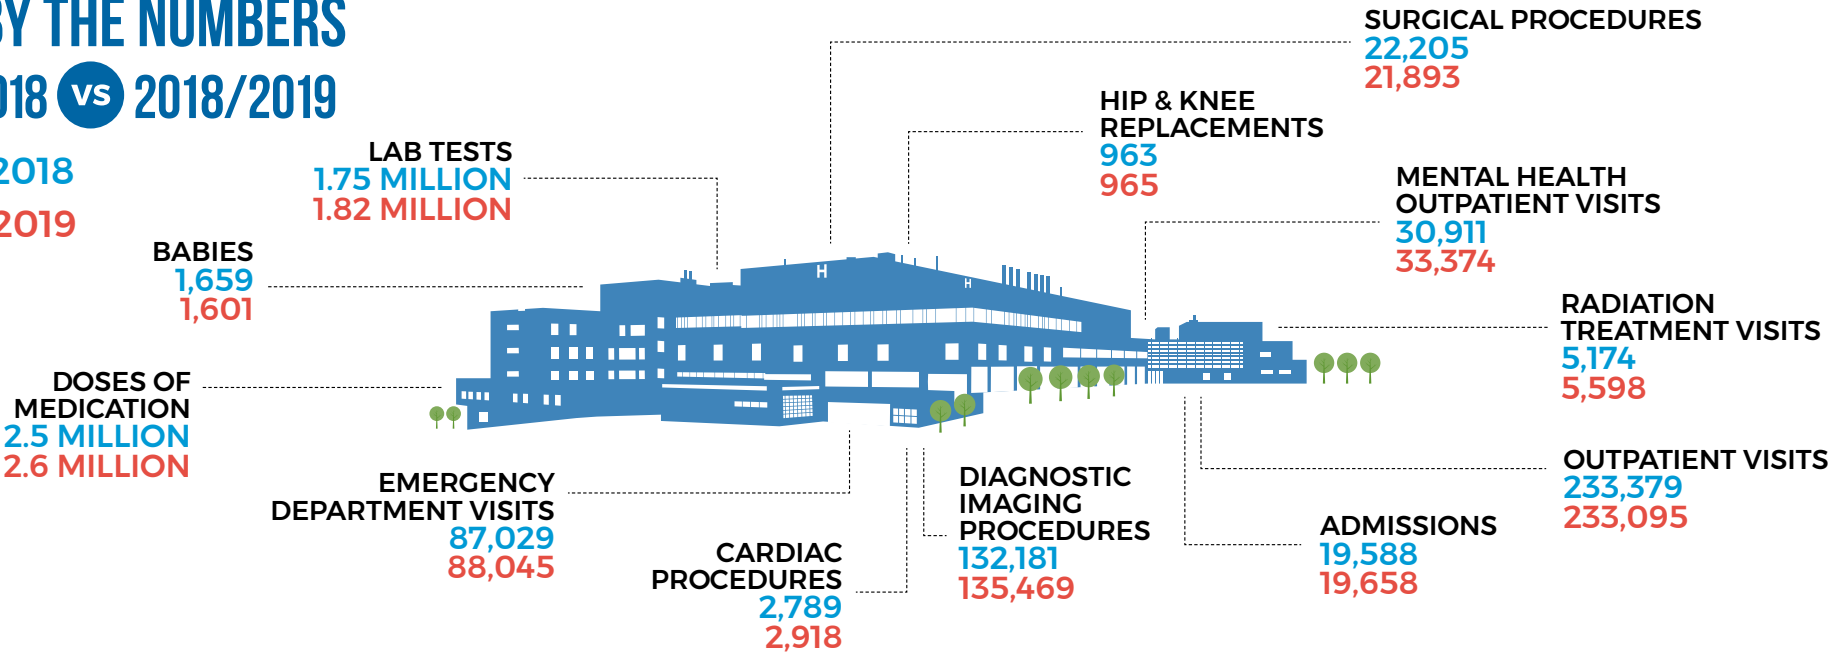 BY THE NUMBERS
018 VS 2018/2019
2018
2019
LAB TESTS
1.75 MILLION
1.82 MILLION
BABIES
1,659
1,601
DOSES OF
MEDICATION
2.5 MILLION
2.6 MILLION
EMERGENCY
DEPARTMENT VISITS
87,029
88,045
CARDIAC
PROCEDURES
2,789
2,918
DIAGNOSTIC
IMAGING
PROCEDURES
132,181
135,469
SURGICAL PROCEDURES
22,205
21,893
HIP & KNEE
REPLACEMENTS
963
965
MENTAL HEALTH
OUTPATIENT VISITS
30,911
33,374
RADIATION
TREATMENT VISITS
5,174
5,598
OUTPATIENT VISITS
233,379
233,095
ADMISSIONS
19,588
19,658
H
H